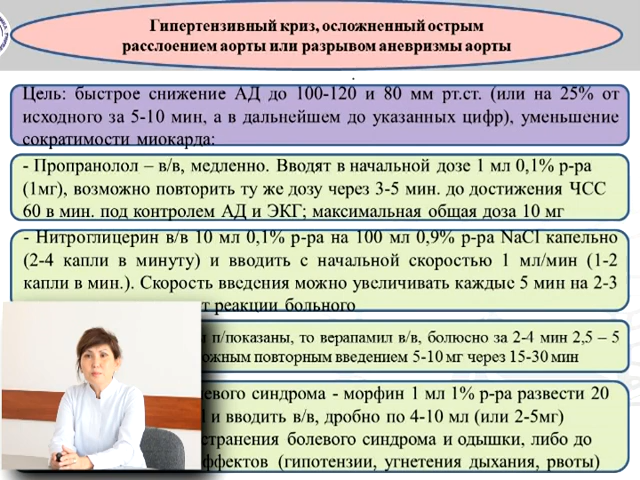 Гипертензивный криз, осложненный острым
расслоением аорты или разрывом аневризмы аорты
.
Цель: быстрое снижение АД до 100-120 и 80 мм рт.ст. (или на 25% от
исходного за 5-10 мин, а в дальнейшем до указанных цифр), уменьшение
сократимости миокарда:
- Пропранолол – в/в, медленно. Вводят в начальной дозе 1 мл 0,1% р-ра
(1мг), возможно повторить ту же дозу через 3-5 мин. до достижения ЧСС
60 в мин. под контролем АД и ЭКГ; максимальная общая доза 10 мг
- Нитроглицерин в/в 10 мл 0,1% р-ра на 100 мл 0,9% р-ра NaCl капельно
(2-4 капли в минуту) и вводить с начальной скоростью 1 мл/мин (1-2
капли в мин.). Скорость введения можно увеличивать каждые 5 мин на 2-3
реакции больного
п/показаны, то верапамил в/в, болюсно за 2-4 мин 2,5 – 5
повторным введением 5-10 мг через 15-30 мин
синдрома - морфин 1 мл 1% р-ра развести 20
и вводить в/в, дробно по 4-10 мл (или 2-5мг)
болевого синдрома и одышки, либо до
(гипотензии, угнетения дыхания, рвоты)